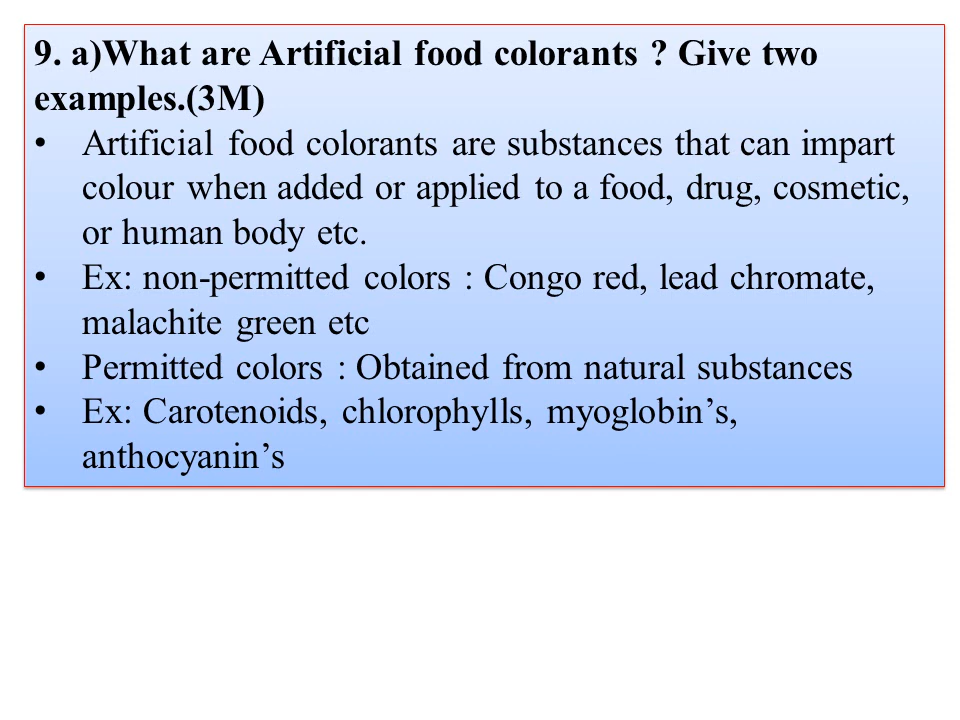 9. a)What are Artificial food colorants ? Give two
examples.(3M)
• Artificial food colorants are substances that can impart
colour when added or applied to a food, drug, cosmetic,
or human body etc.
• Ex: non-permitted colors : Congo red, lead chromate,
malachite green etc
• Permitted colors : Obtained from natural substances
• Ex: Carotenoids, chlorophylls, myoglobin’s,
anthocyanin’s